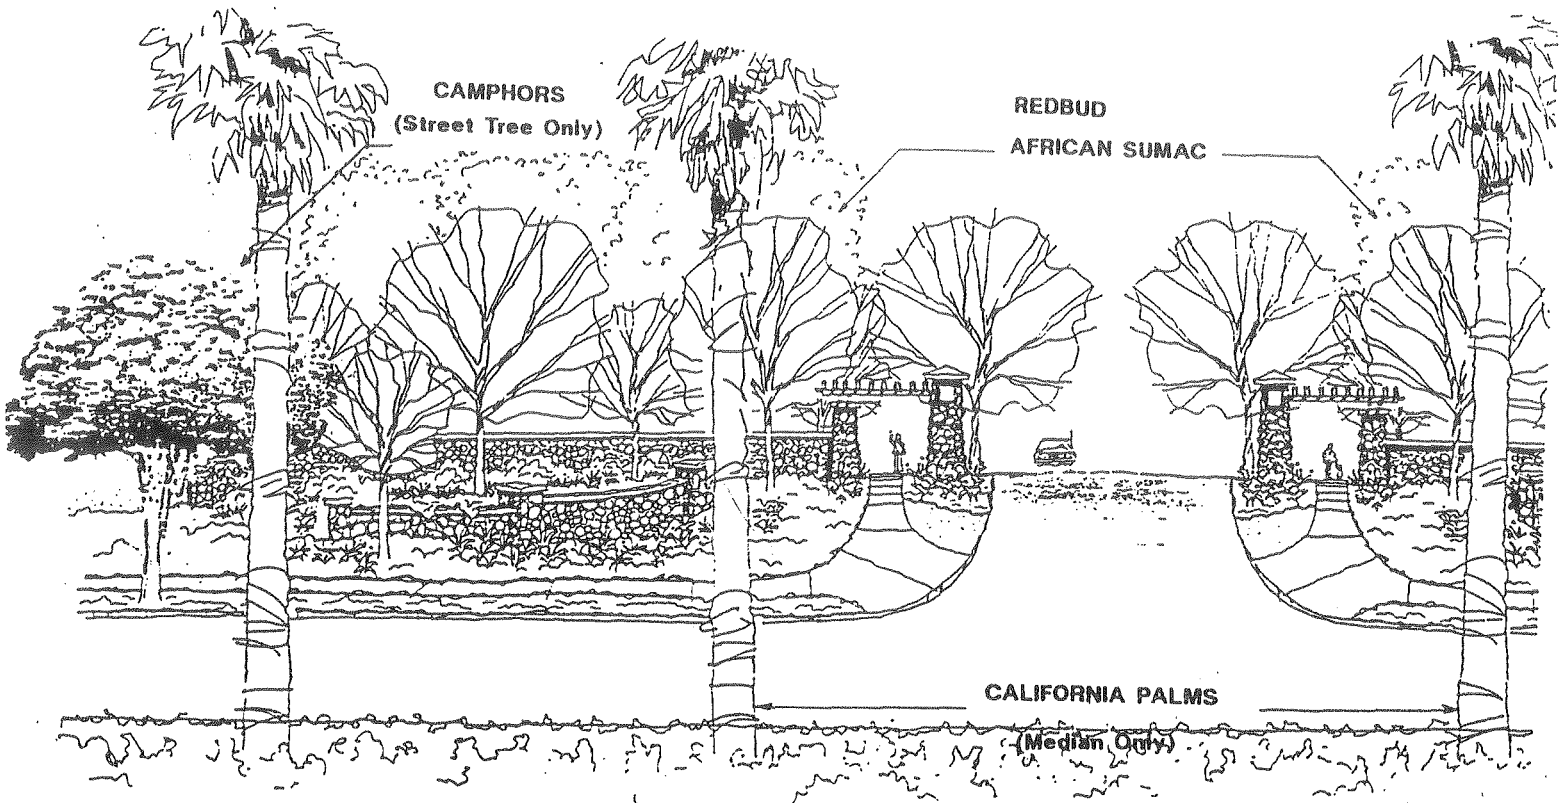 CAMPHORS
(Street Tree Only)
REDBUD
AFRICAN SUMAC
CALIFORNIA PALMS
(Median Only)